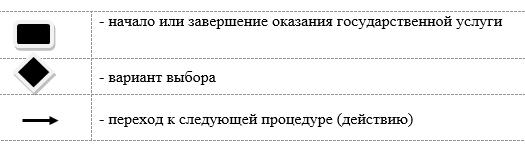 - начало или завершение оказания государственной услуги
- вариант выбора
- переход к следующей процедуре (действию)